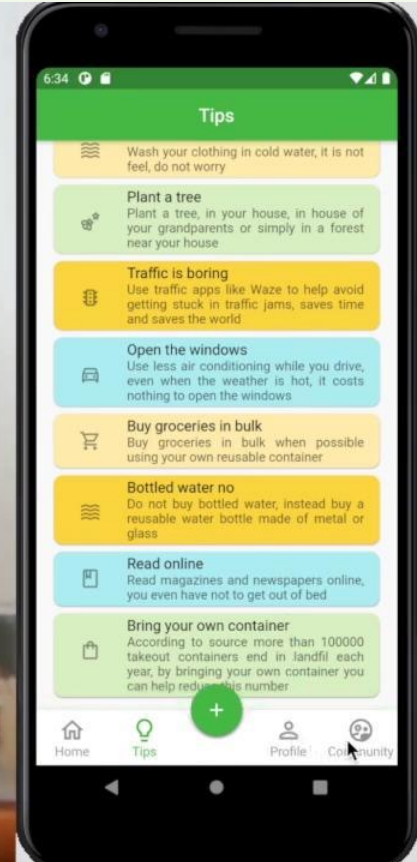 6:34
Tips
Wash your clothing in cold water, it is not
feel, do not worry
Plant a tree
Plant a tree, in your house, in house of
your grandparents or simply in a forest
near your house
Traffic is boring
Use traffic apps like Waze to help avoid
getting stuck in traffic jams, saves time
and saves the world
Open the windows
Use less air conditioning while you drive,
even when the weather is hot, it costs
nothing to open the windows
Buy groceries in bulk
Buy groceries in bulk when possible
using your own reusable container
Bottled water no
Do not buy bottled water, instead buy a
reusable water bottle made of metal or
glass
Read online
Read magazines and newspapers online,
you even have not to get out of bed
Bring your own container
According to source more than 100000
takeout containers end in landfil each
year, by bringing your own container you
can help reduce this number
Home Tips Profile Community